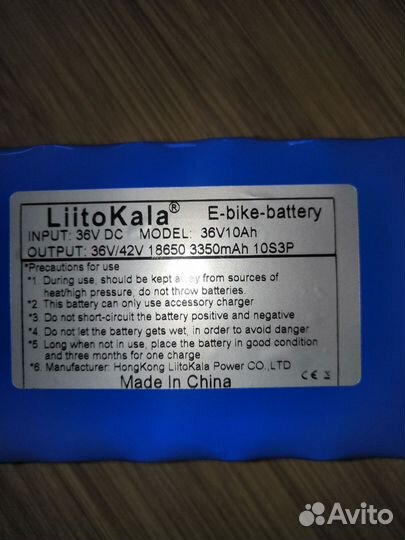 LiitoKala® E-bike-battery
INPUT: 36V DC MODEL: 36V10Ah
OUTPUT: 36V/42V 18650 3350mAh 10S3P
*Precautions for use
*1. During use, should be kept away from sources of
heat/high pressure, do not throw batteries.
*2 This battery can only use accessory charger
*3 Do not short-circuit the battery positive and negative
*4. Do not let the battery gets wet, in order to avoid danger
*5 Long when not in use, place the battery in good condition
and three months for one charge
*6. Manufacturer: HongKong LiitoKala Power CO.,LTD
Made In China CE
Avito